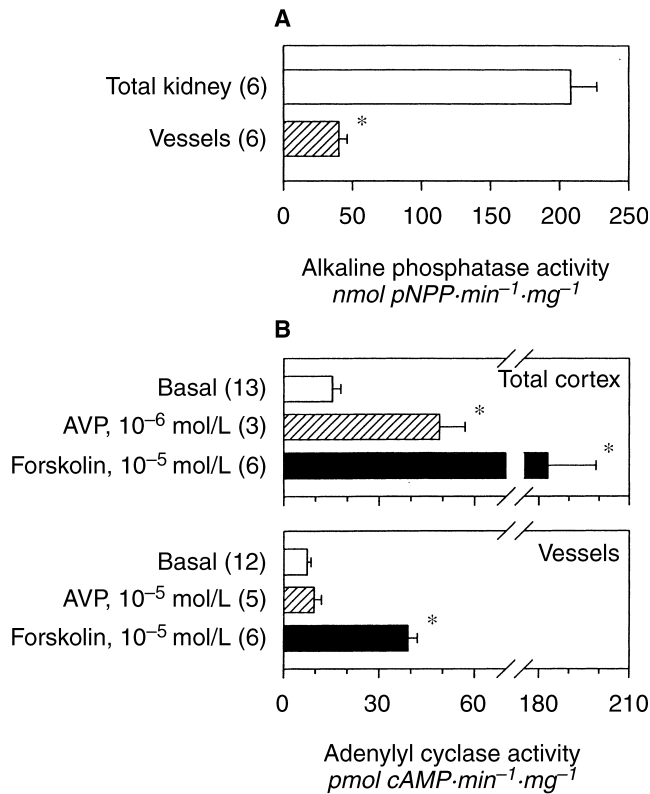 A
Total kidney (6)
Vessels (6)
*
0 50 100 150 200 250
Alkaline phosphatase activity
nmol pNPP·min⁻¹·mg⁻¹
B
Total cortex
Basal (13)
AVP, 10⁻⁶ mol/L (3)
*
Forskolin, 10⁻⁵ mol/L (6)
*
Vessels
Basal (12)
AVP, 10⁻⁵ mol/L (5)
Forskolin, 10⁻⁵ mol/L (6)
*
0 30 60 180 210
Adenylyl cyclase activity
pmol cAMP·min⁻¹·mg⁻¹